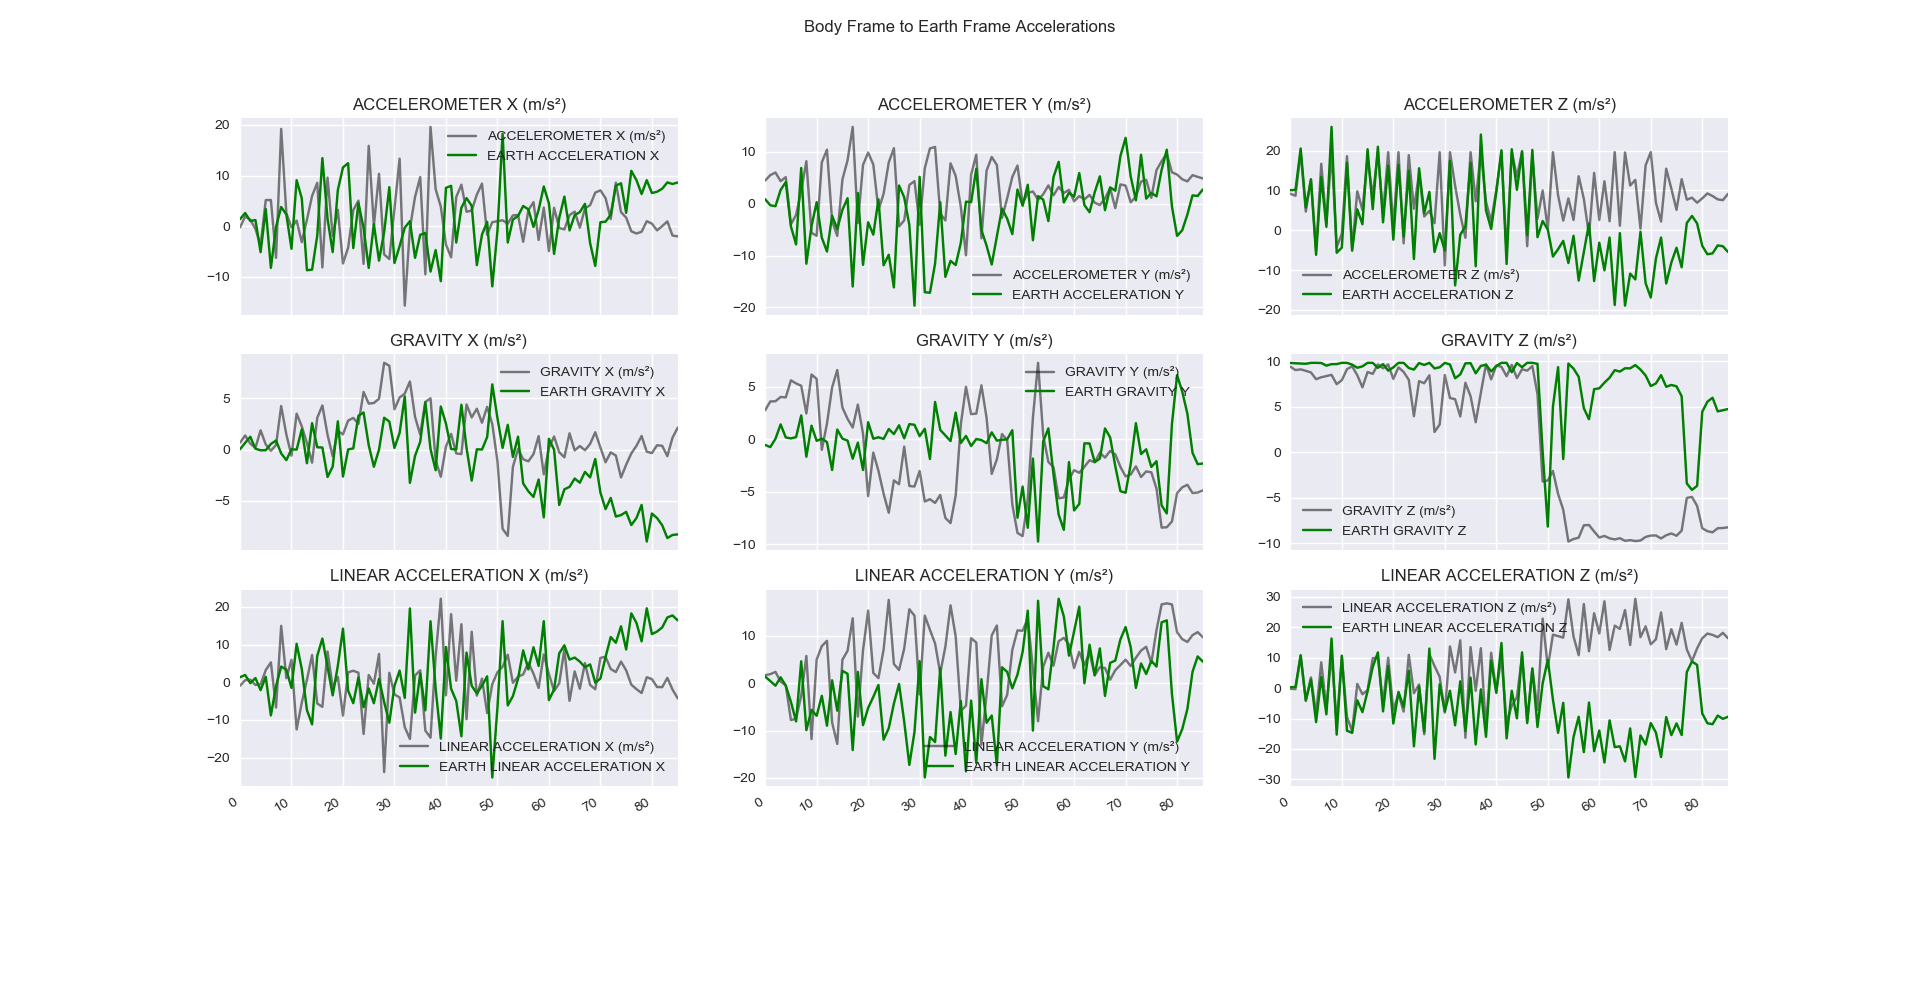 Body Frame to Earth Frame Accelerations
ACCELEROMETER X (m/s²)
20
10
0
−10
ACCELEROMETER X (m/s²)
EARTH ACCELERATION X
ACCELEROMETER Y (m/s²)
10
0
−10
−20
ACCELEROMETER Y (m/s²)
EARTH ACCELERATION Y
ACCELEROMETER Z (m/s²)
20
10
0
−10
−20
ACCELEROMETER Z (m/s²)
EARTH ACCELERATION Z
GRAVITY X (m/s²)
5
0
−5
GRAVITY X (m/s²)
EARTH GRAVITY X
GRAVITY Y (m/s²)
5
0
−5
−10
GRAVITY Y (m/s²)
EARTH GRAVITY Y
GRAVITY Z (m/s²)
10
5
0
−5
−10
GRAVITY Z (m/s²)
EARTH GRAVITY Z
LINEAR ACCELERATION X (m/s²)
20
10
0
−10
−20
LINEAR ACCELERATION X (m/s²)
EARTH LINEAR ACCELERATION X
0 10 20 30 40 50 60 70 80
LINEAR ACCELERATION Y (m/s²)
10
0
−10
−20
LINEAR ACCELERATION Y (m/s²)
EARTH LINEAR ACCELERATION Y
0 10 20 30 40 50 60 70 80
LINEAR ACCELERATION Z (m/s²)
30
20
10
0
−10
−20
−30
LINEAR ACCELERATION Z (m/s²)
EARTH LINEAR ACCELERATION Z
0 10 20 30 40 50 60 70 80